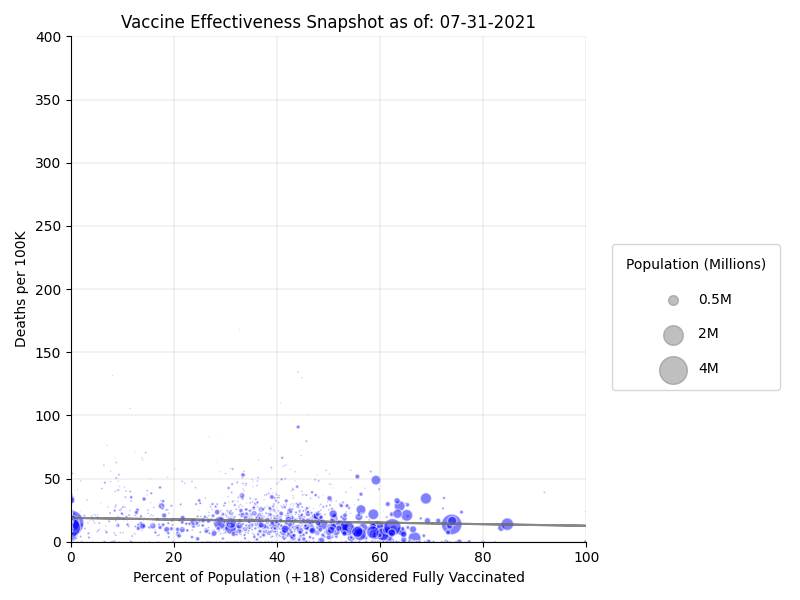 Vaccine Effectiveness Snapshot as of: 07-31-2021
400
350
300
250
200
150
100
50
0
Deaths per 100K
0 20 40 60 80 100
Percent of Population (+18) Considered Fully Vaccinated
Population (Millions)
0.5M
2M
4M